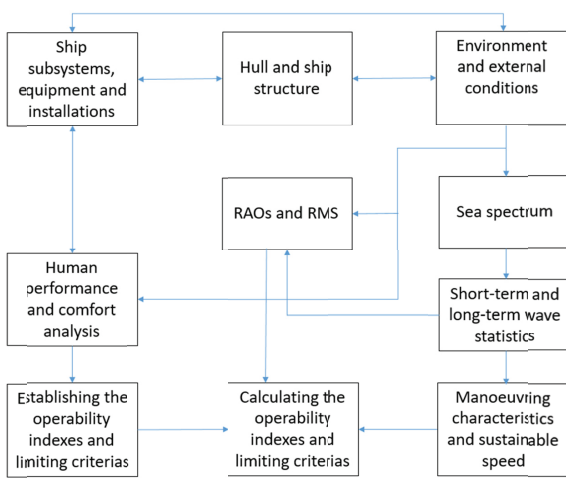 Ship
subsystems,
equipment and
installations
Hull and ship
structure
Environment
and external
conditions
RAOs and RMS
Sea spectrum
Human
performance
and comfort
analysis
Short-term and
long-term wave
statistics
Establishing the
operability
indexes and
limiting criterias
Calculating the
operability
indexes and
limiting criterias
Manoeuvring
characteristics
and sustainable
speed